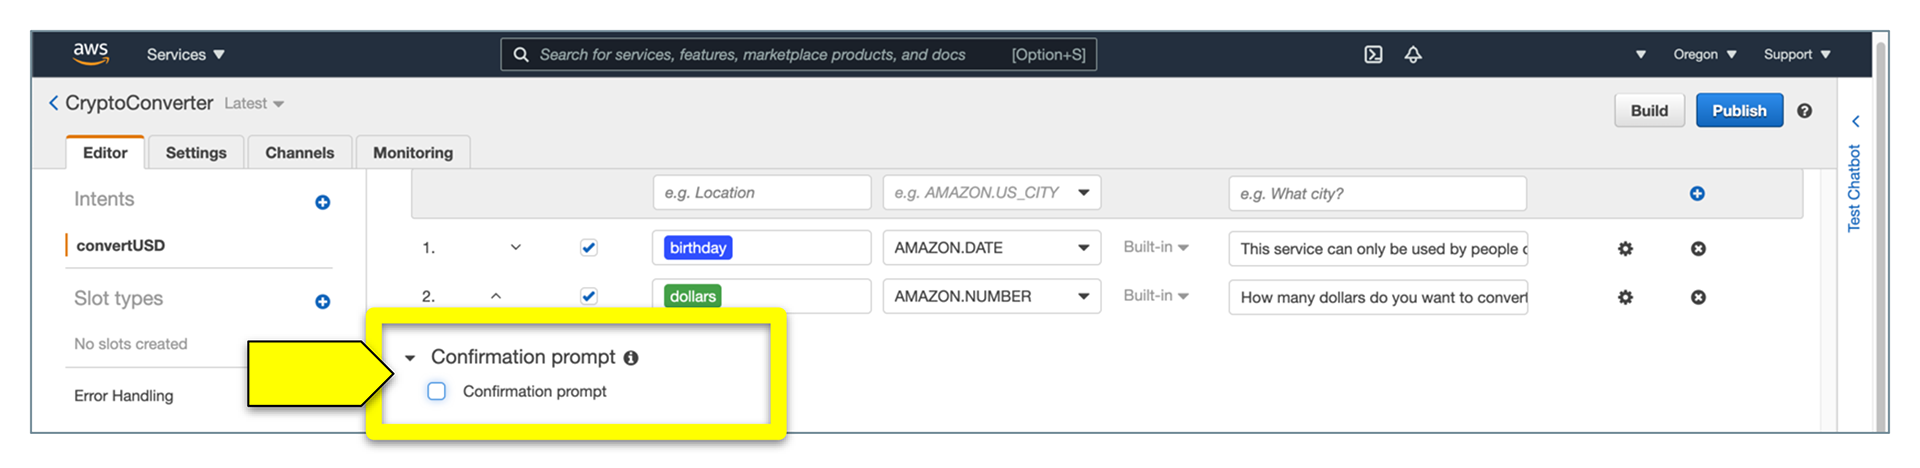 aws Services Search for services, features, marketplace products, and docs [Option+S] Oregon Support
CryptoConverter Latest Build Publish ?
Editor Settings Channels Monitoring
Test Chatbot
Intents
convertUSD
Slot types
No slots created
Error Handling
e.g. Location e.g. AMAZON.US_CITY e.g. What city?
1. birthday AMAZON.DATE Built-in This service can only be used by people
2. dollars AMAZON.NUMBER Built-in How many dollars do you want to convert
Confirmation prompt
Confirmation prompt